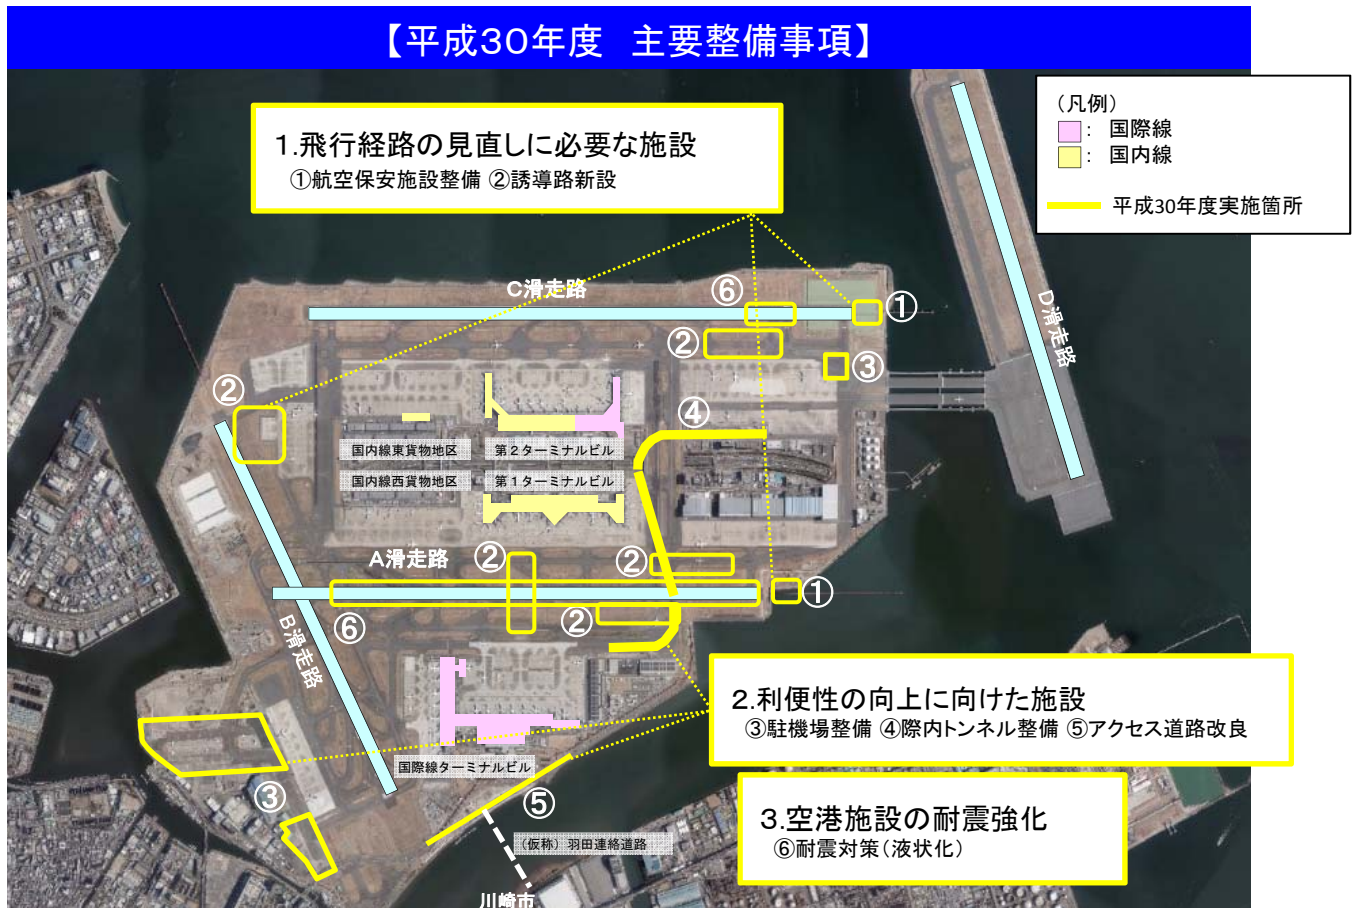 【平成30年度　主要整備事項】
（凡例）
： 国際線
： 国内線
平成30年度実施箇所
1.飛行経路の見直しに必要な施設
①航空保安施設整備 ②誘導路新設
C滑走路
⑥
①
②
③
D滑走路
②
④
国内線東貨物地区
第２ターミナルビル
国内線西貨物地区
第１ターミナルビル
A滑走路
②
②
①
⑥
②
B滑走路
2.利便性の向上に向けた施設
③駐機場整備 ④際内トンネル整備 ⑤アクセス道路改良
国際線ターミナルビル
③
⑤
3.空港施設の耐震強化
⑥耐震対策（液状化）
（仮称）羽田連絡道路
川崎市